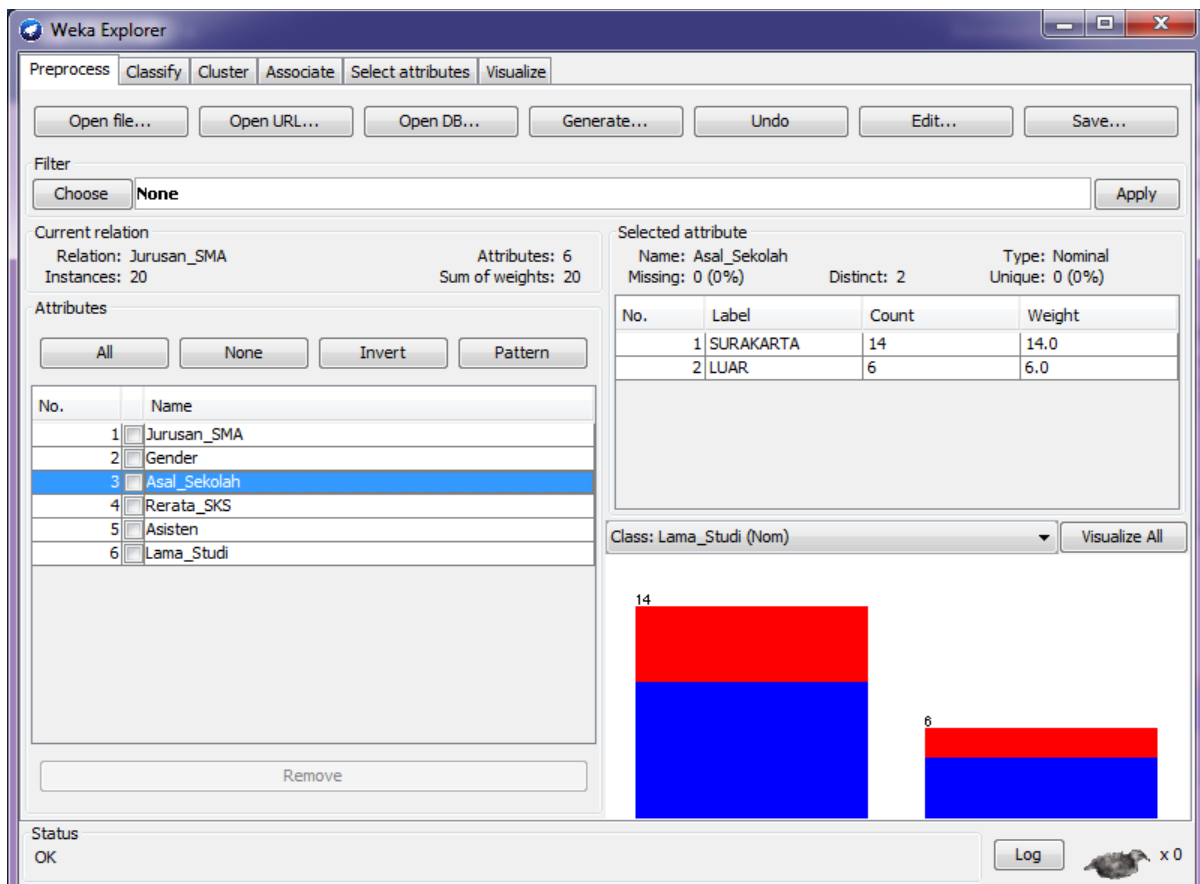 Weka Explorer
Preprocess Classify Cluster Associate Select attributes Visualize
Open file... Open URL... Open DB... Generate... Undo Edit... Save...
Filter
Choose None Apply
Current relation
Relation: Jurusan_SMA Attributes: 6
Instances: 20 Sum of weights: 20
Attributes
All None Invert Pattern
No. Name
1 Jurusan_SMA
2 Gender
3 Asal_Sekolah
4 Rerata_SKS
5 Asisten
6 Lama_Studi
Remove
Selected attribute
Name: Asal_Sekolah Type: Nominal
Missing: 0 (0%) Distinct: 2 Unique: 0 (0%)
No. Label Count Weight
1 SURAKARTA 14 14.0
2 LUAR 6 6.0
Class: Lama_Studi (Nom) Visualize All
14
6
Status
OK
Log x 0